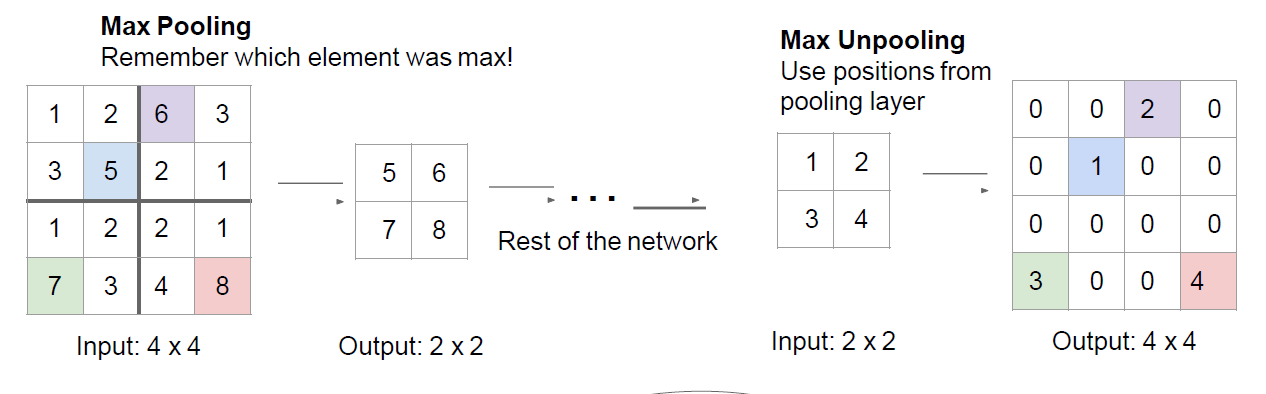 Max Pooling
Remember which element was max!
1 2 6 3
3 5 2 1
1 2 2 1
7 3 4 8
Input: 4 x 4
5 6
7 8
Output: 2 x 2
...
Rest of the network
Max Unpooling
Use positions from
pooling layer
1 2
3 4
Input: 2 x 2
0 0 2 0
0 1 0 0
0 0 0 0
3 0 0 4
Output: 4 x 4